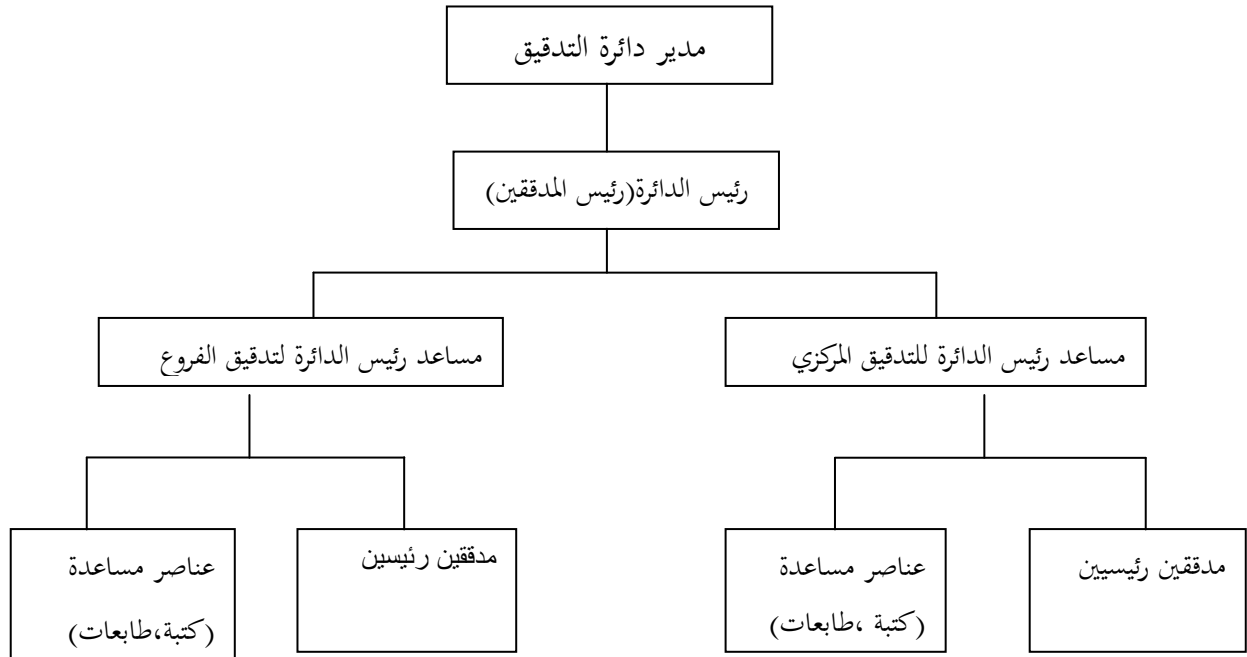 مدير دائرة التدقيق
رئيس الدائرة(رئيس المدققين)
مساعد رئيس الدائرة للتدقيق المركزي
مساعد رئيس الدائرة لتدقيق الفروع
مدققين رئيسيين
عناصر مساعدة
(كتبة ،طابعات)
مدققين رئيسين
عناصر مساعدة
(كتبة،طابعات)